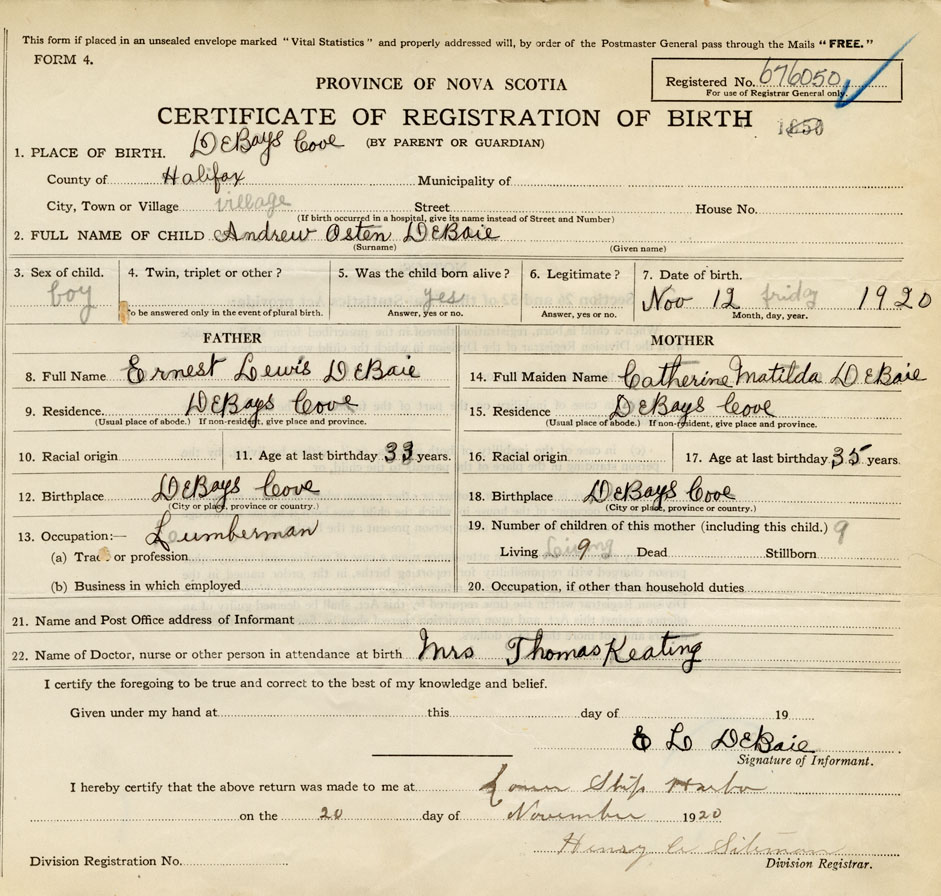 This form if placed in an unsealed envelope marked "Vital Statistics" and properly addressed will, by order of the Postmaster General pass through the Mails "FREE."
FORM 4.
PROVINCE OF NOVA SCOTIA
Registered No. 676050
For use of Registrar General only.
CERTIFICATE OF REGISTRATION OF BIRTH
(BY PARENT OR GUARDIAN)
1. PLACE OF BIRTH. DeBays Cove
County of Halifax Municipality of
City, Town or Village village Street House No.
(If birth occurred in a hospital, give its name instead of Street and Number)
2. FULL NAME OF CHILD Andrew Osten DeBaie
(Surname) (Given name)
3. Sex of child. boy
4. Twin, triplet or other?
To be answered only in the event of plural birth.
5. Was the child born alive? yes
Answer, yes or no.
6. Legitimate?
Answer, yes or no.
7. Date of birth.
Nov 12 friday 1920
Month, day, year.
FATHER
8. Full Name Ernest Lewis DeBaie
9. Residence. DeBays Cove
(Usual place of abode.) If non-resident, give place and province.
10. Racial origin 11. Age at last birthday 33 years.
12. Birthplace DeBays Cove
(City or place, province or country.)
13. Occupation:— Lumberman
(a) Trade or profession
(b) Business in which employed
MOTHER
14. Full Maiden Name Catherine Matilda DeBaie
15. Residence DeBays Cove
(Usual place of abode.) If non-resident, give place and province.
16. Racial origin 17. Age at last birthday 35 years.
18. Birthplace DeBays Cove
(City or place, province or country.)
19. Number of children of this mother (including this child.) 9
Living Living 9 Dead Stillborn
20. Occupation, if other than household duties
21. Name and Post Office address of Informant
22. Name of Doctor, nurse or other person in attendance at birth Mrs Thomas Keating
I certify the foregoing to be true and correct to the best of my knowledge and belief.
Given under my hand at this day of 19
E L DeBaie
Signature of Informant.
I hereby certify that the above return was made to me at Lower Ship Harbor
on the 20 day of November 1920
Henry
Division Registration No. Division Registrar.